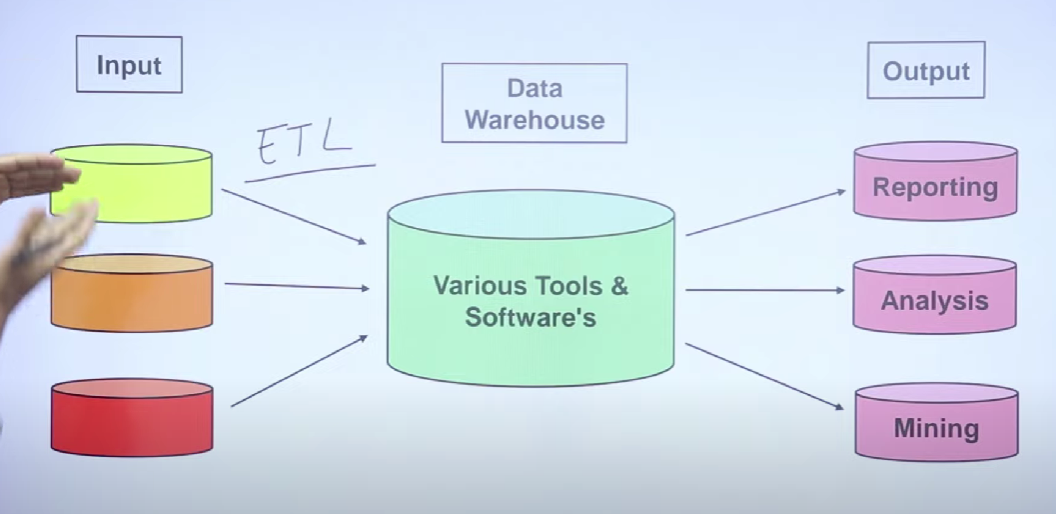 Input
Data
Warehouse
Output
ETL
Various Tools &
Software's
Reporting
Analysis
Mining